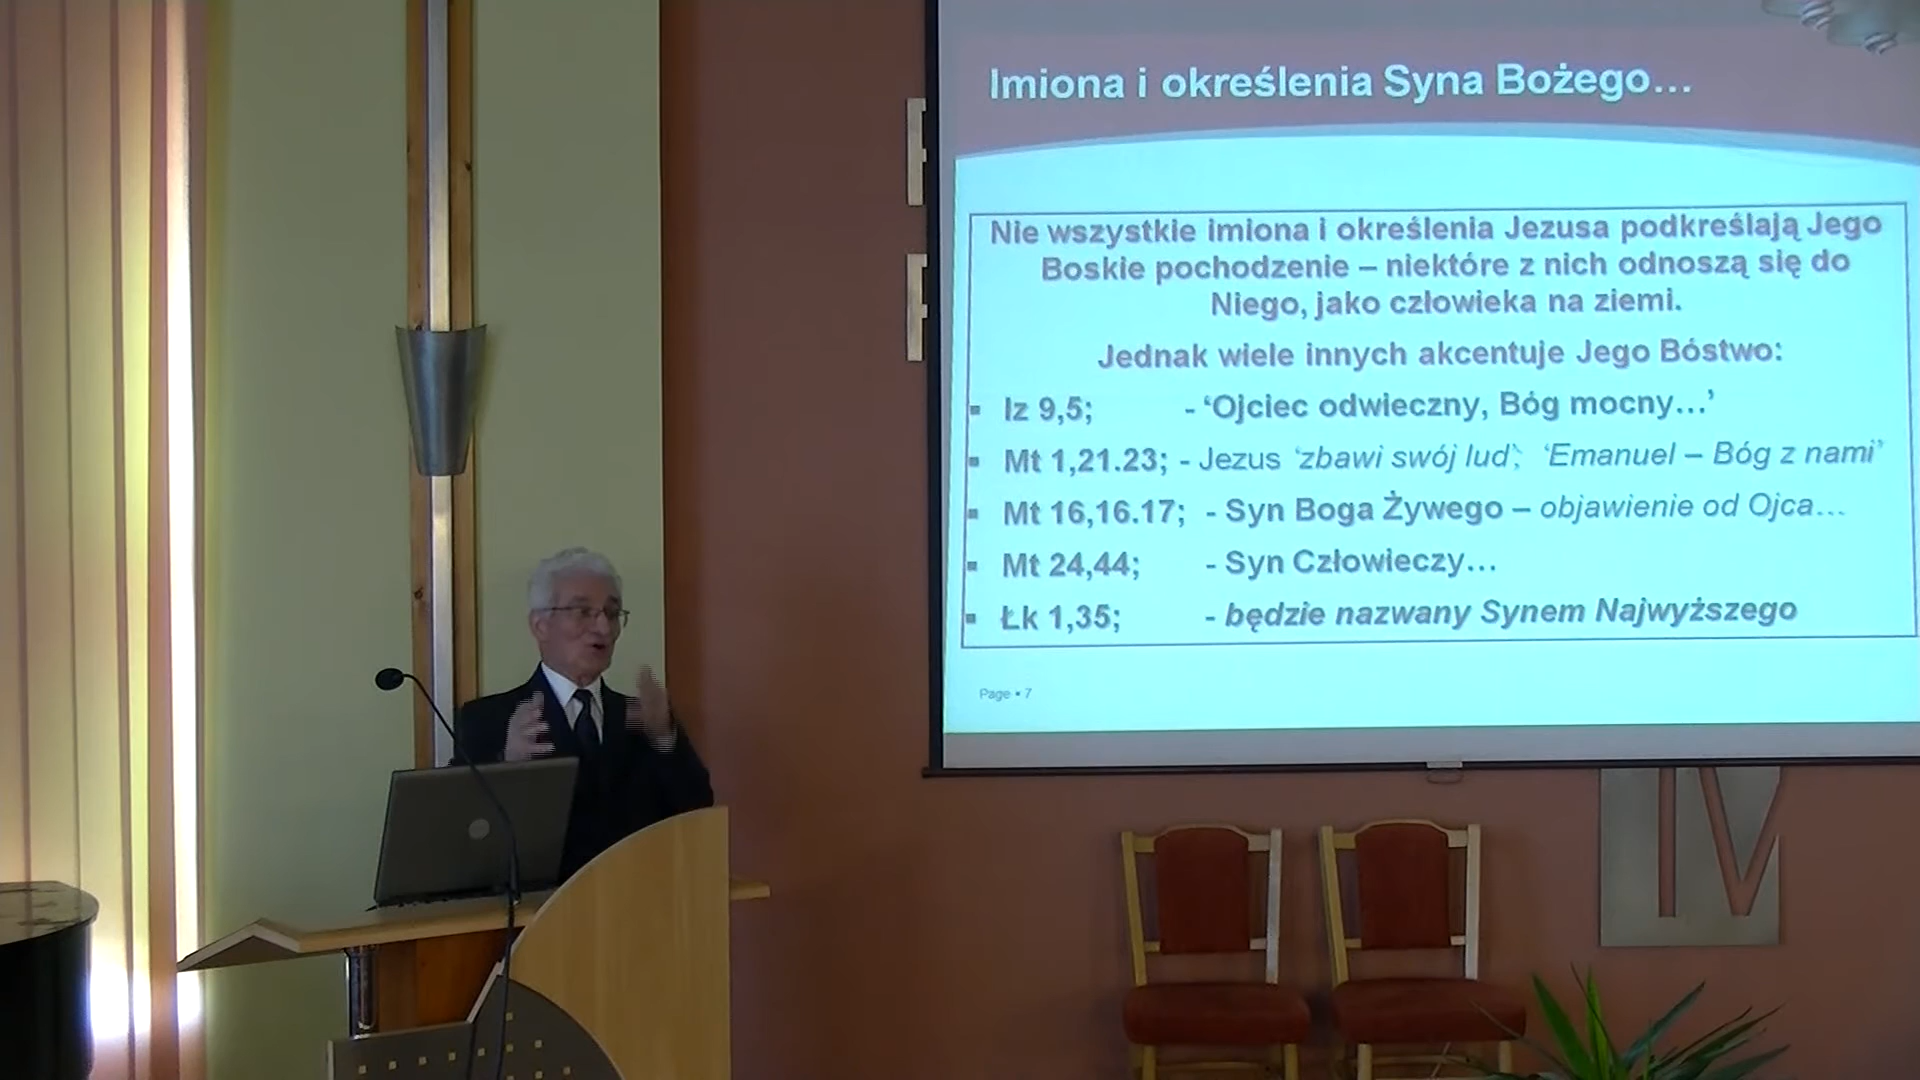 Imiona i określenia Syna Bożego...
Nie wszystkie imiona i określenia Jezusa podkreślają Jego
Boskie pochodzenie – niektóre z nich odnoszą się do
Niego, jako człowieka na ziemi.
Jednak wiele innych akcentuje Jego Bóstwo:
▪ Iz 9,5; - ‘Ojciec odwieczny, Bóg mocny...’
▪ Mt 1,21.23; - Jezus ‘zbawi swój lud’; ‘Emanuel – Bóg z nami’
▪ Mt 16,16.17; - Syn Boga Żywego – objawienie od Ojca...
▪ Mt 24,44; - Syn Człowieczy...
▪ Łk 1,35; - będzie nazwany Synem Najwyższego
Page ▪ 7
IV